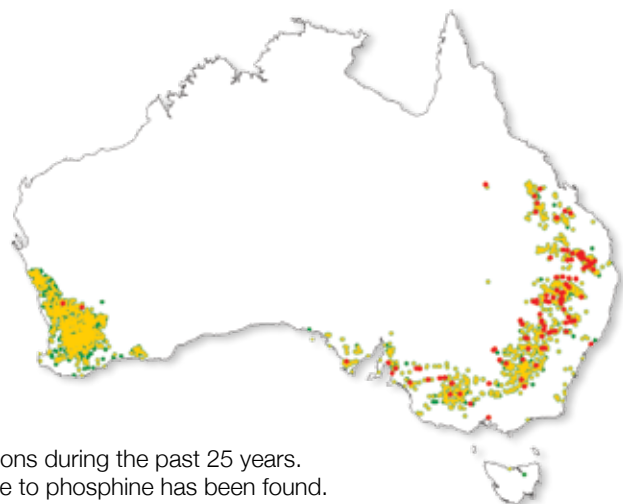 ons during the past 25 years.
e to phosphine has been found.